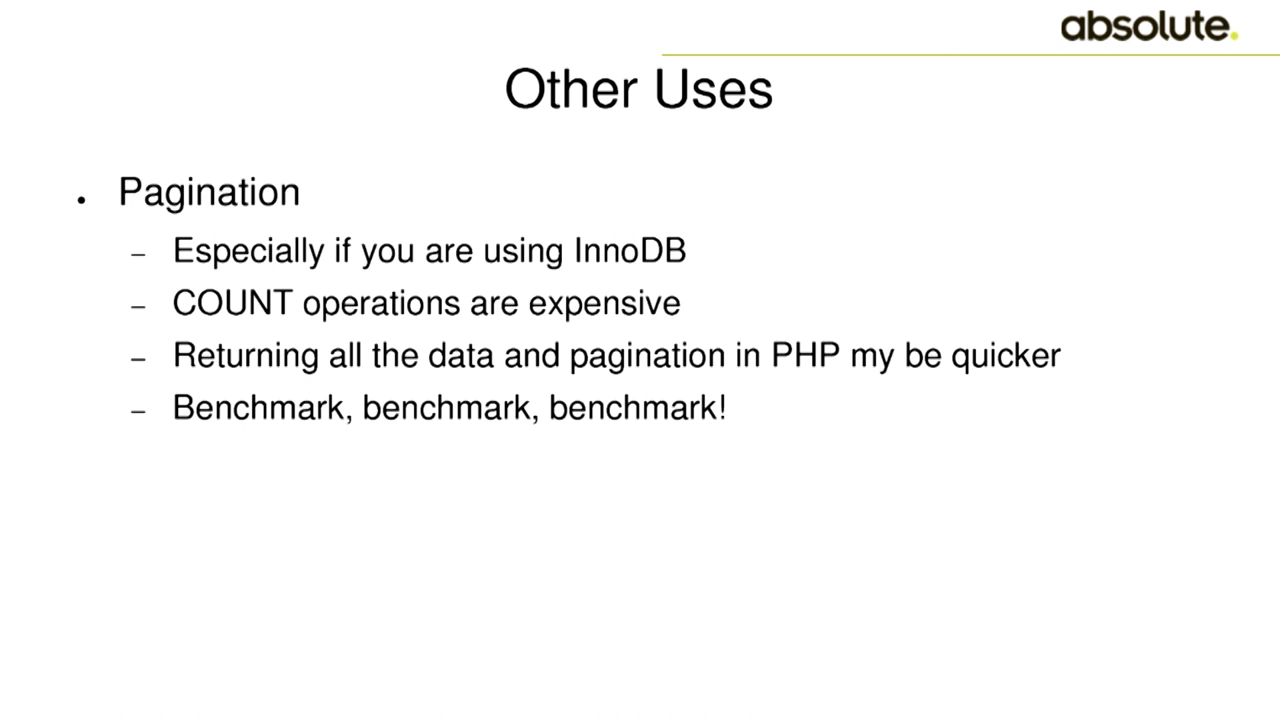 absolute.
Other Uses
• Pagination
– Especially if you are using InnoDB
– COUNT operations are expensive
– Returning all the data and pagination in PHP my be quicker
– Benchmark, benchmark, benchmark!